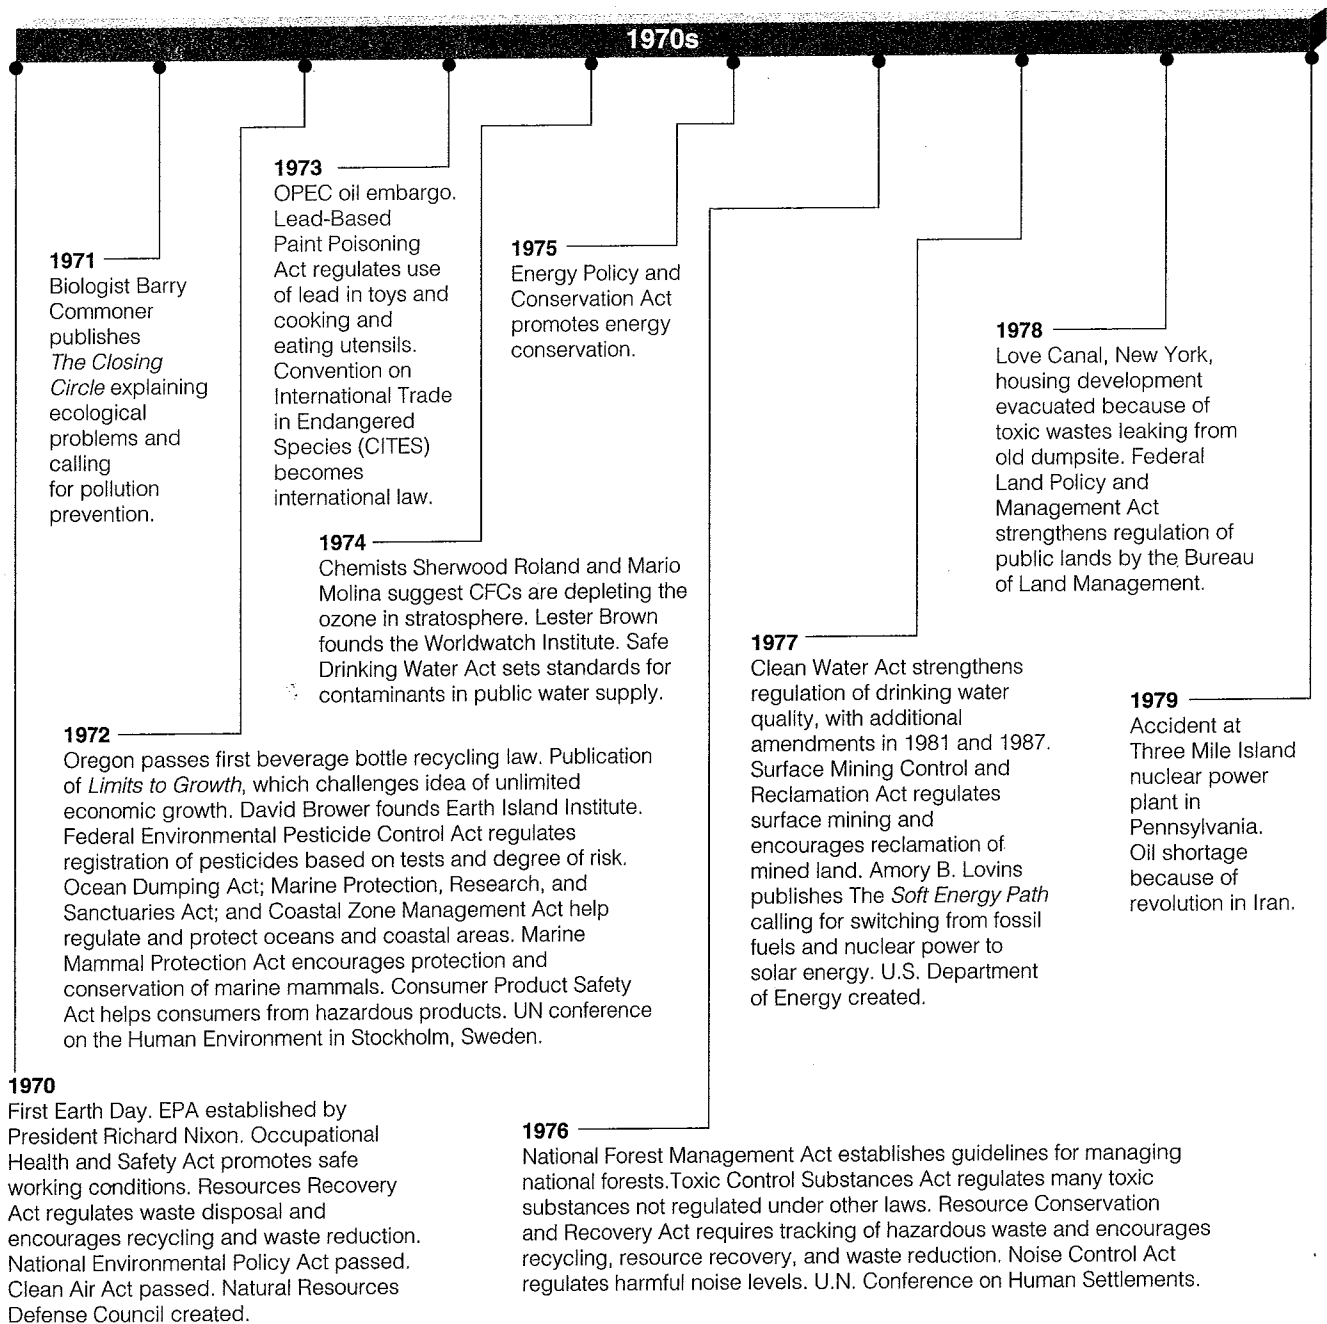 1970s
1970
First Earth Day. EPA established by
President Richard Nixon. Occupational
Health and Safety Act promotes safe
working conditions. Resources Recovery
Act regulates waste disposal and
encourages recycling and waste reduction.
National Environmental Policy Act passed.
Clean Air Act passed. Natural Resources
Defense Council created.
1971
Biologist Barry
Commoner
publishes
The Closing
Circle explaining
ecological
problems and
calling
for pollution
prevention.
1972
Oregon passes first beverage bottle recycling law. Publication
of Limits to Growth, which challenges idea of unlimited
economic growth. David Brower founds Earth Island Institute.
Federal Environmental Pesticide Control Act regulates
registration of pesticides based on tests and degree of risk.
Ocean Dumping Act; Marine Protection, Research, and
Sanctuaries Act; and Coastal Zone Management Act help
regulate and protect oceans and coastal areas. Marine
Mammal Protection Act encourages protection and
conservation of marine mammals. Consumer Product Safety
Act helps consumers from hazardous products. UN conference
on the Human Environment in Stockholm, Sweden.
1973
OPEC oil embargo.
Lead-Based
Paint Poisoning
Act regulates use
of lead in toys and
cooking and
eating utensils.
Convention on
International Trade
in Endangered
Species (CITES)
becomes
international law.
1974
Chemists Sherwood Roland and Mario
Molina suggest CFCs are depleting the
ozone in stratosphere. Lester Brown
founds the Worldwatch Institute. Safe
Drinking Water Act sets standards for
contaminants in public water supply.
1975
Energy Policy and
Conservation Act
promotes energy
conservation.
1976
National Forest Management Act establishes guidelines for managing
national forests.Toxic Control Substances Act regulates many toxic
substances not regulated under other laws. Resource Conservation
and Recovery Act requires tracking of hazardous waste and encourages
recycling, resource recovery, and waste reduction. Noise Control Act
regulates harmful noise levels. U.N. Conference on Human Settlements.
1977
Clean Water Act strengthens
regulation of drinking water
quality, with additional
amendments in 1981 and 1987.
Surface Mining Control and
Reclamation Act regulates
surface mining and
encourages reclamation of
mined land. Amory B. Lovins
publishes The Soft Energy Path
calling for switching from fossil
fuels and nuclear power to
solar energy. U.S. Department
of Energy created.
1978
Love Canal, New York,
housing development
evacuated because of
toxic wastes leaking from
old dumpsite. Federal
Land Policy and
Management Act
strengthens regulation of
public lands by the Bureau
of Land Management.
1979
Accident at
Three Mile Island
nuclear power
plant in
Pennsylvania.
Oil shortage
because of
revolution in Iran.